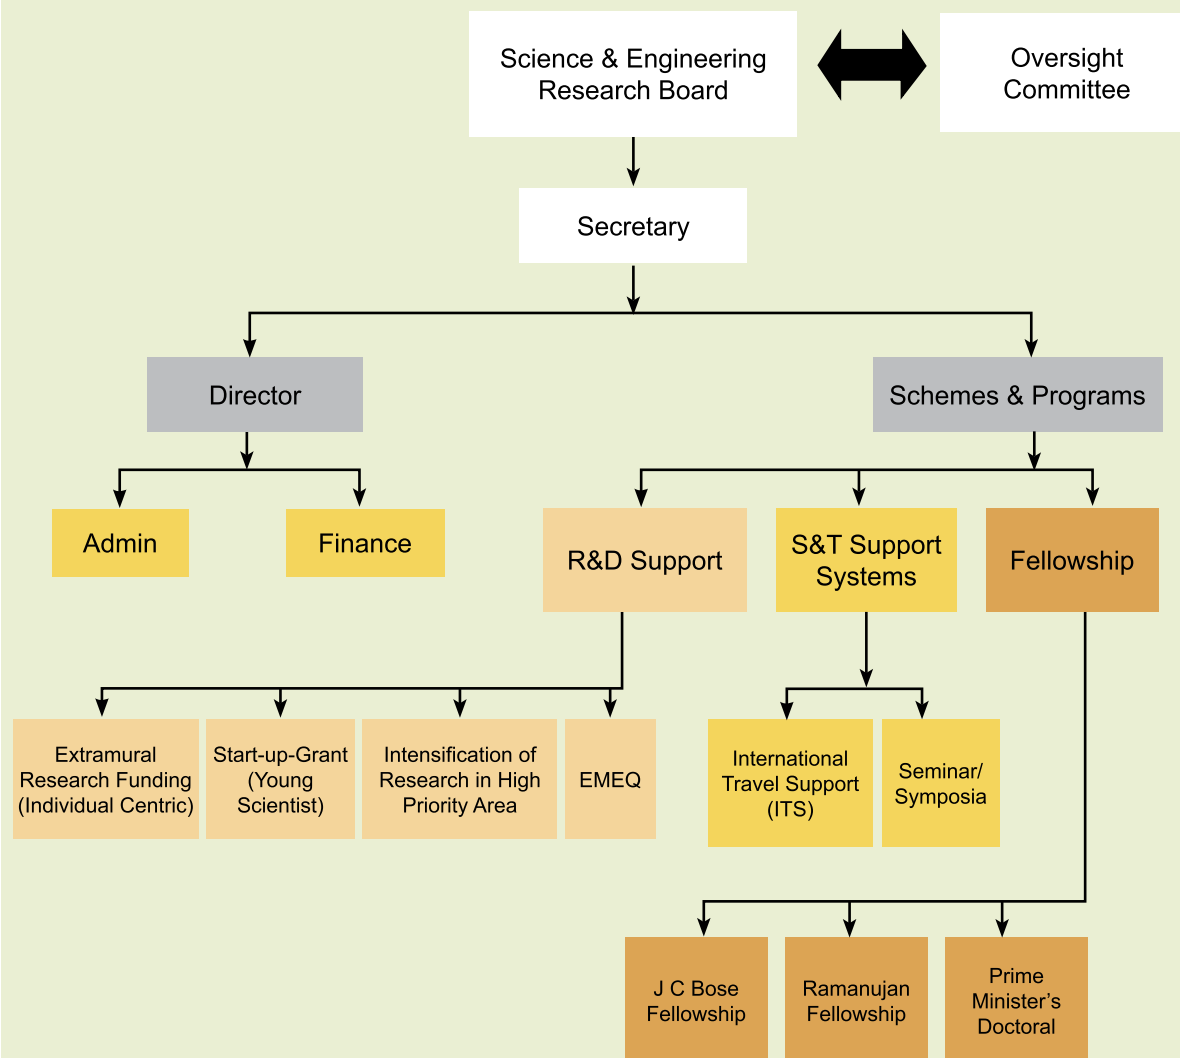 Science & Engineering
Research Board
Oversight
Committee
Secretary
Director
Schemes & Programs
Admin
Finance
R&D Support
S&T Support
Systems
Fellowship
Extramural
Research Funding
(Individual Centric)
Start-up-Grant
(Young
Scientist)
Intensification of
Research in High
Priority Area
EMEQ
International
Travel Support
(ITS)
Seminar/
Symposia
J C Bose
Fellowship
Ramanujan
Fellowship
Prime
Minister’s
Doctoral